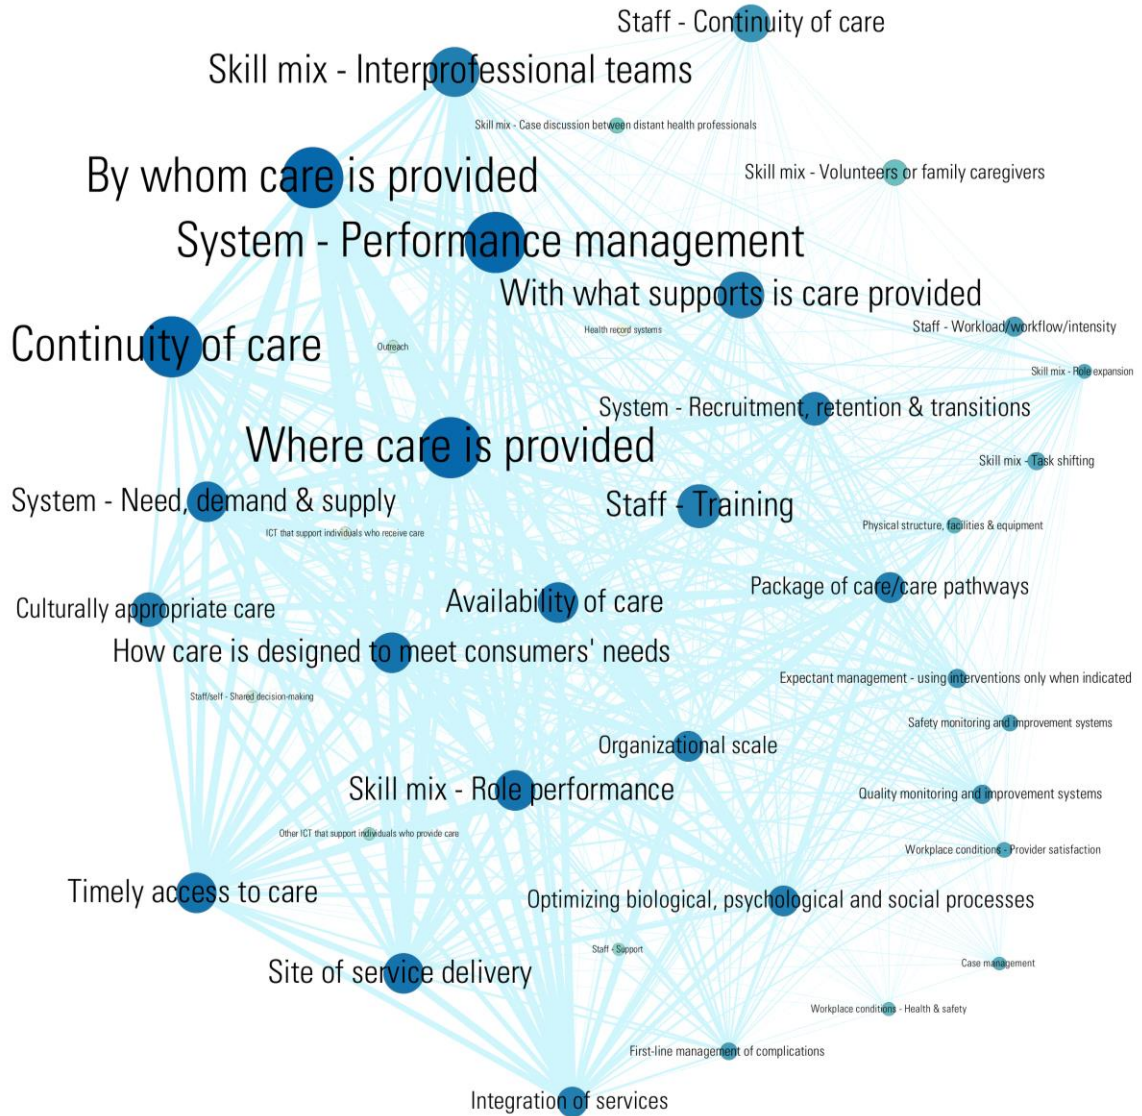 Staff - Continuity of care
Skill mix - Interprofessional teams
Skill mix - Case discussion between distant health professionals
By whom care is provided
Skill mix - Volunteers or family caregivers
System - Performance management
With what supports is care provided
Health record systems
Staff - Workload/workflow/intensity
Continuity of care
Outreach
Skill mix - Role expansion
System - Recruitment, retention & transitions
Where care is provided
Skill mix - Task shifting
System - Need, demand & supply
Staff - Training
ICT that support individuals who receive care
Physical structure, facilities & equipment
Package of care/care pathways
Culturally appropriate care
Availability of care
How care is designed to meet consumers' needs
Expectant management - using interventions only when indicated
Staff/self - Shared decision-making
Safety monitoring and improvement systems
Organizational scale
Skill mix - Role performance
Quality monitoring and improvement systems
Other ICT that support individuals who provide care
Workplace conditions - Provider satisfaction
Timely access to care
Optimizing biological, psychological and social processes
Staff - Support
Case management
Site of service delivery
Workplace conditions - Health & safety
First-line management of complications
Integration of services